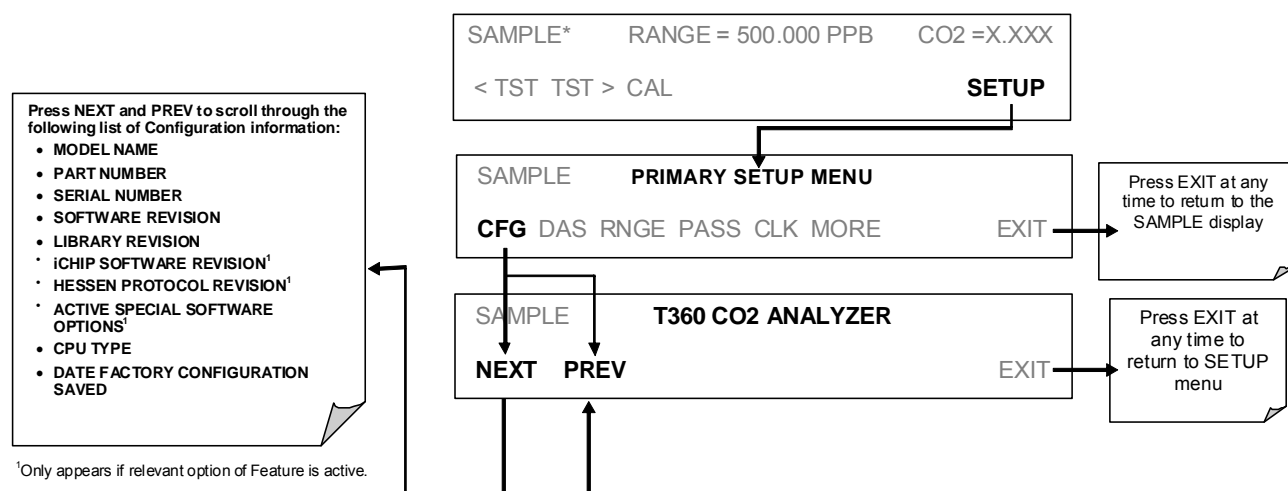 SAMPLE* RANGE = 500.000 PPB CO2 =X.XXX
< TST TST > CAL SETUP
Press NEXT and PREV to scroll through the
following list of Configuration information:
• MODEL NAME
• PART NUMBER
• SERIAL NUMBER
• SOFTWARE REVISION
• LIBRARY REVISION
• iCHIP SOFTWARE REVISION¹
• HESSEN PROTOCOL REVISION¹
• ACTIVE SPECIAL SOFTWARE
OPTIONS¹
• CPU TYPE
• DATE FACTORY CONFIGURATION
SAVED
¹Only appears if relevant option of Feature is active.
SAMPLE PRIMARY SETUP MENU
CFG DAS RNGE PASS CLK MORE EXIT
Press EXIT at any
time to return to the
SAMPLE display
SAMPLE T360 CO2 ANALYZER
NEXT PREV EXIT
Press EXIT at
any time to
return to SETUP
menu